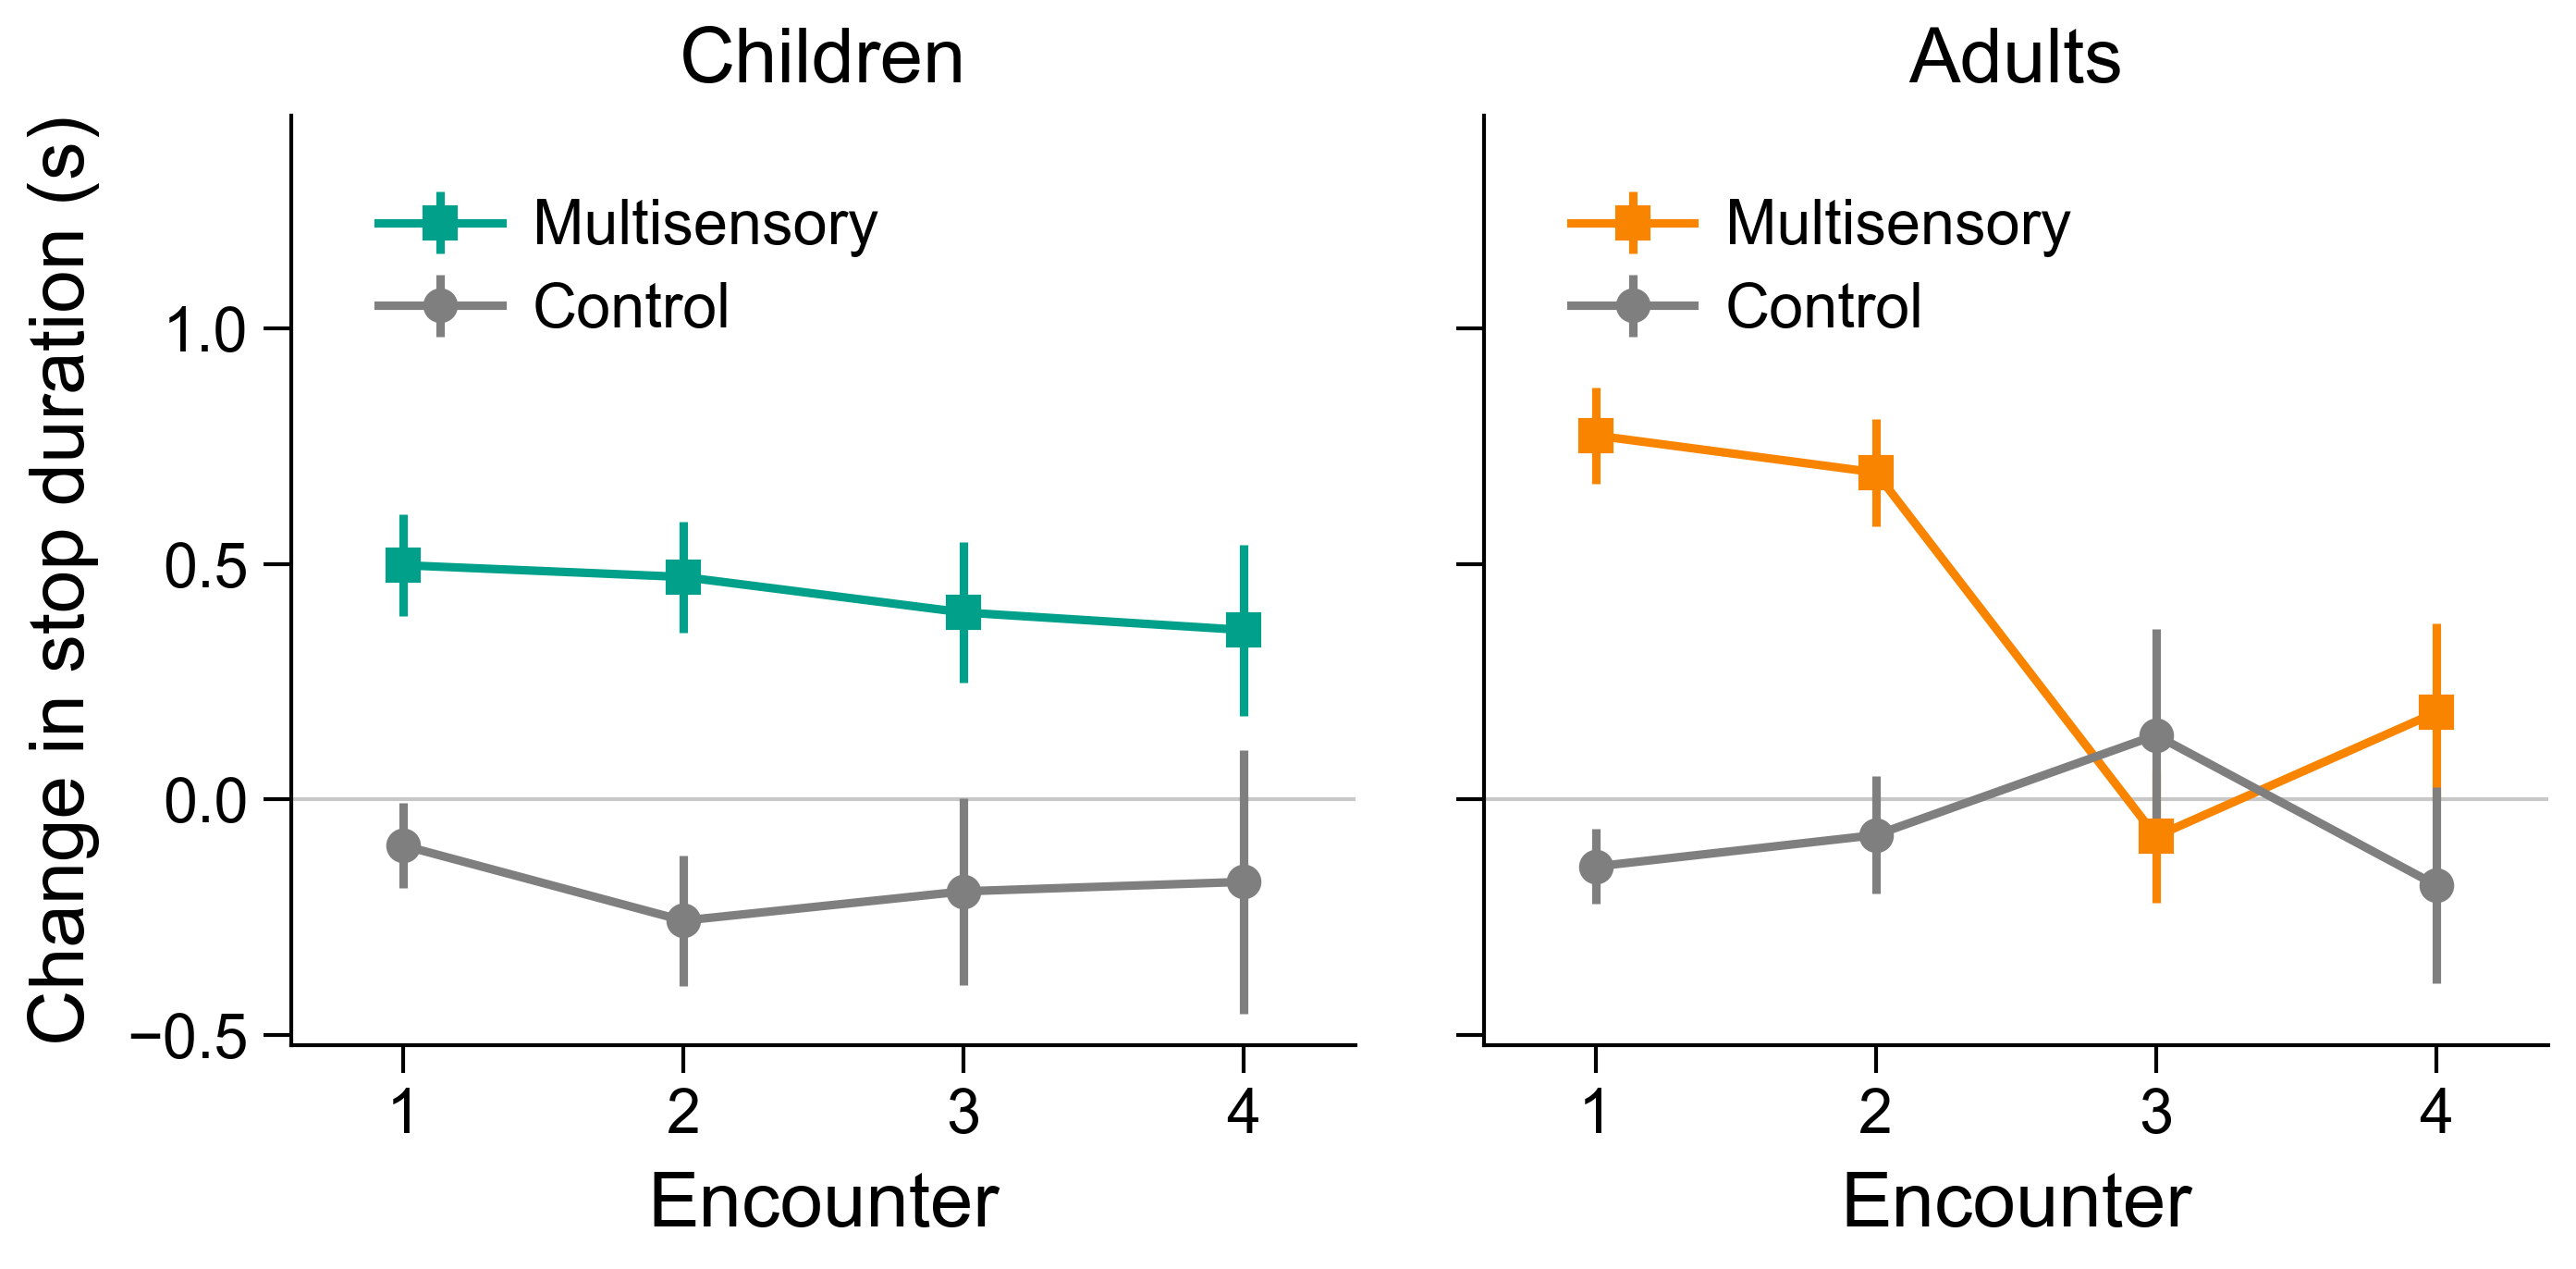 Children
Adults
Change in stop duration (s)
1.0
0.5
0.0
−0.5
Multisensory
Control
1 2 3 4
Encounter
Multisensory
Control
1 2 3 4
Encounter